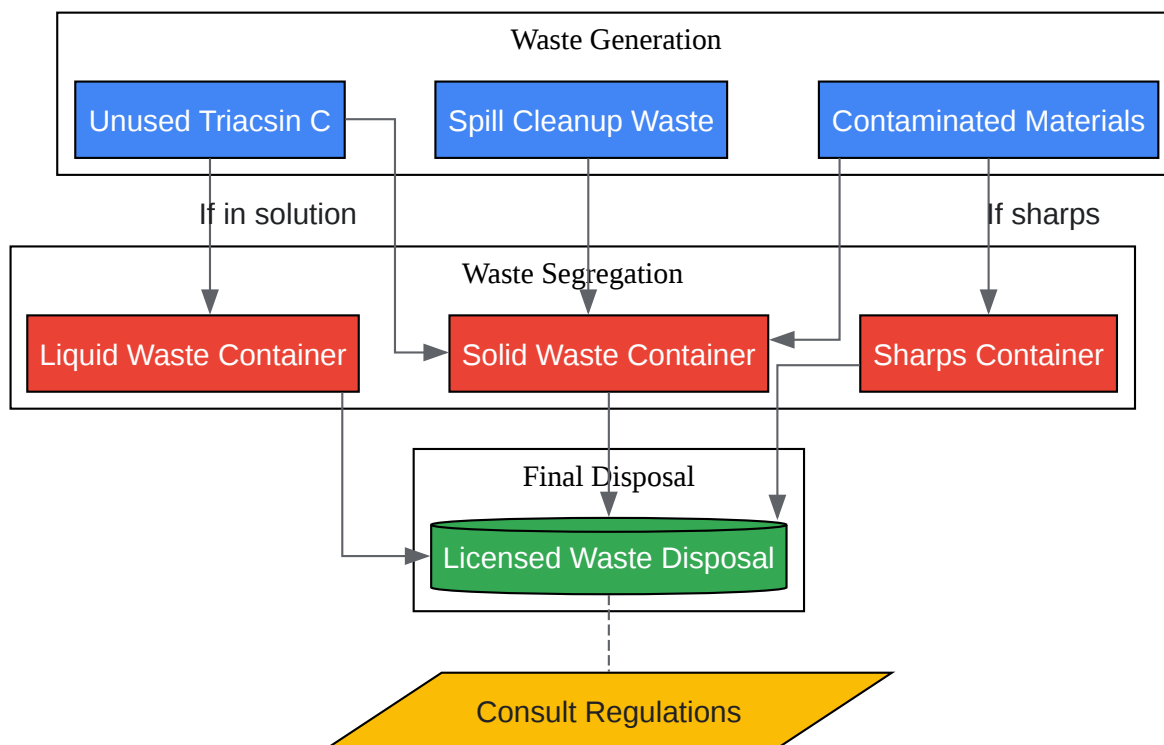 Waste Generation
Unused Triacsin C
Spill Cleanup Waste
Contaminated Materials
If in solution
If sharps
Waste Segregation
Liquid Waste Container
Solid Waste Container
Sharps Container
Final Disposal
Licensed Waste Disposal
Consult Regulations